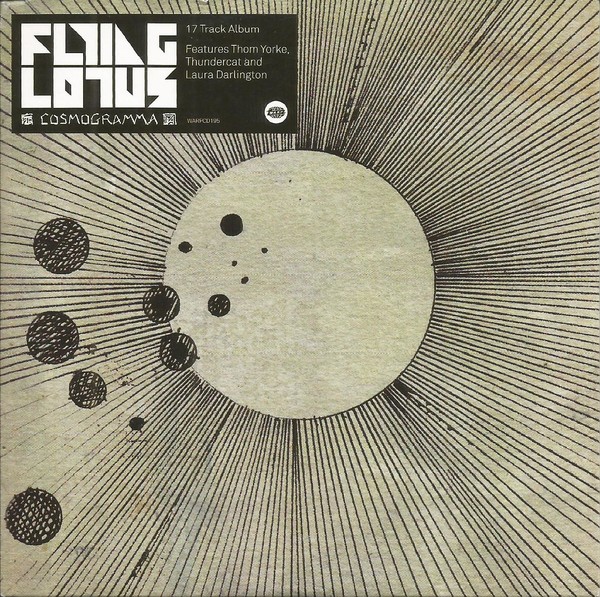 FLYING
LOTUS
COSMOGRAMMA
17 Track Album
Features Thom Yorke,
Thundercat and
Laura Darlington
WARPCD195